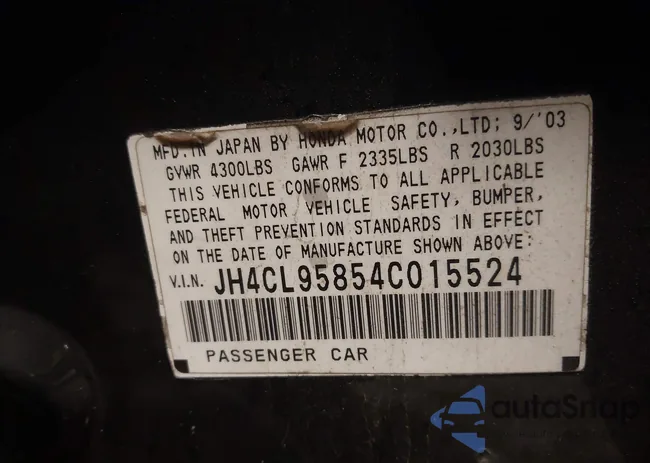 MFD. IN JAPAN BY HONDA MOTOR CO.,LTD; 9/'03
GVWR 4300LBS GAWR F 2335LBS R 2030LBS
THIS VEHICLE CONFORMS TO ALL APPLICABLE
FEDERAL MOTOR VEHICLE SAFETY, BUMPER,
AND THEFT PREVENTION STANDARDS IN EFFECT
ON THE DATE OF MANUFACTURE SHOWN ABOVE:
V.I.N. JH4CL95854C015524
PASSENGER CAR
autoSnap